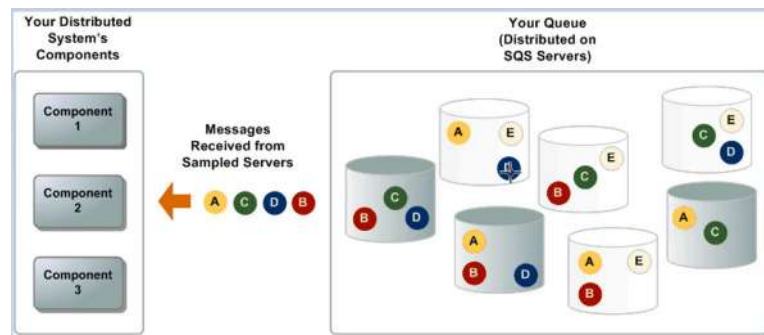 Your Distributed
System's
Components
Component
1
Component
2
Component
3
Messages
Received from
Sampled Servers
A C D B
Your Queue
(Distributed on
SQS Servers)
A E
E
C
D
E
C
B
C
B D
A
C
A
B D
A E
B